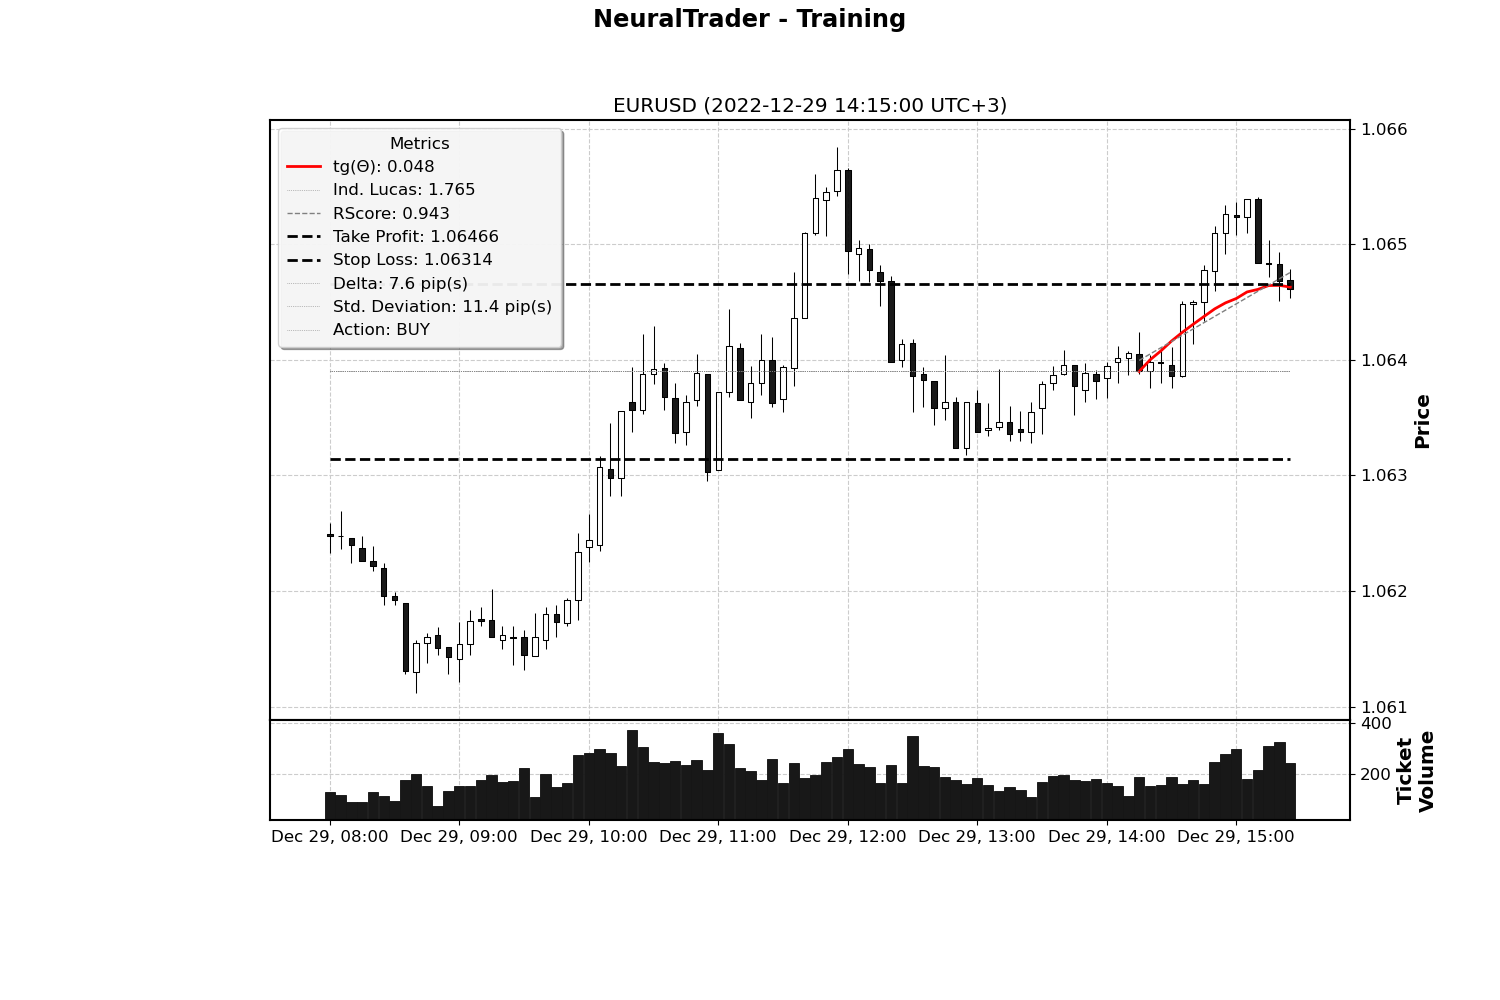 NeuralTrader - Training
EURUSD (2022-12-29 14:15:00 UTC+3)
Metrics
tg(Θ): 0.048
Ind. Lucas: 1.765
RScore: 0.943
Take Profit: 1.06466
Stop Loss: 1.06314
Delta: 7.6 pip(s)
Std. Deviation: 11.4 pip(s)
Action: BUY
1.066
1.065
1.064
1.063
1.062
1.061
Price
400
200
Ticket
Volume
Dec 29, 08:00 Dec 29, 09:00 Dec 29, 10:00 Dec 29, 11:00 Dec 29, 12:00 Dec 29, 13:00 Dec 29, 14:00 Dec 29, 15:00